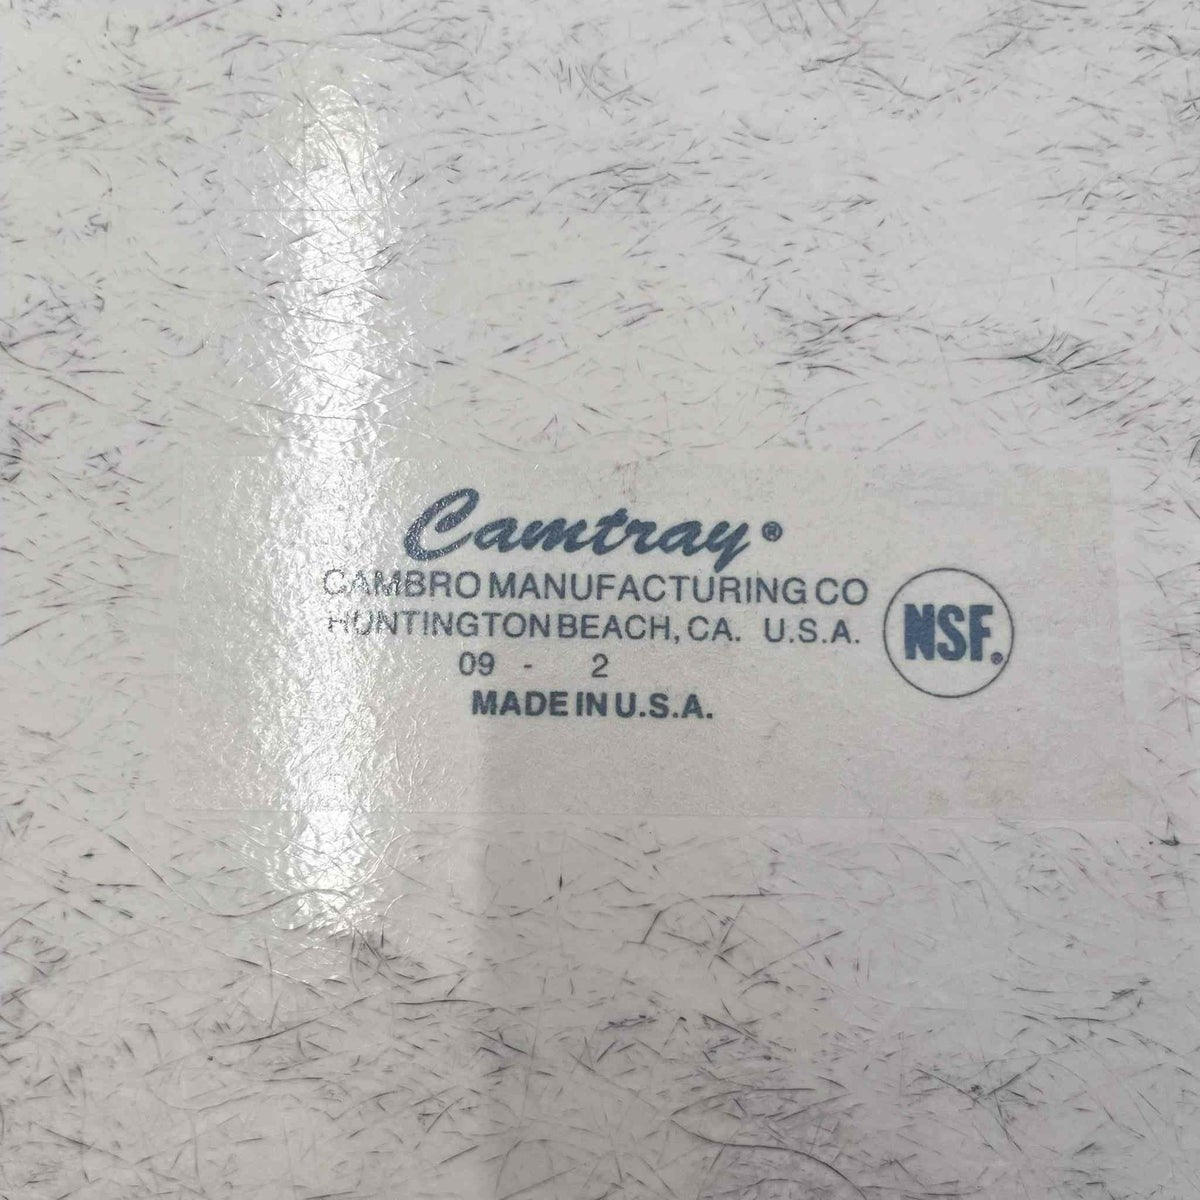 Camtray®
CAMBRO MANUFACTURING CO
HUNTINGTON BEACH, CA. U.S.A.
09 - 2
MADE IN U.S.A.
NSF®